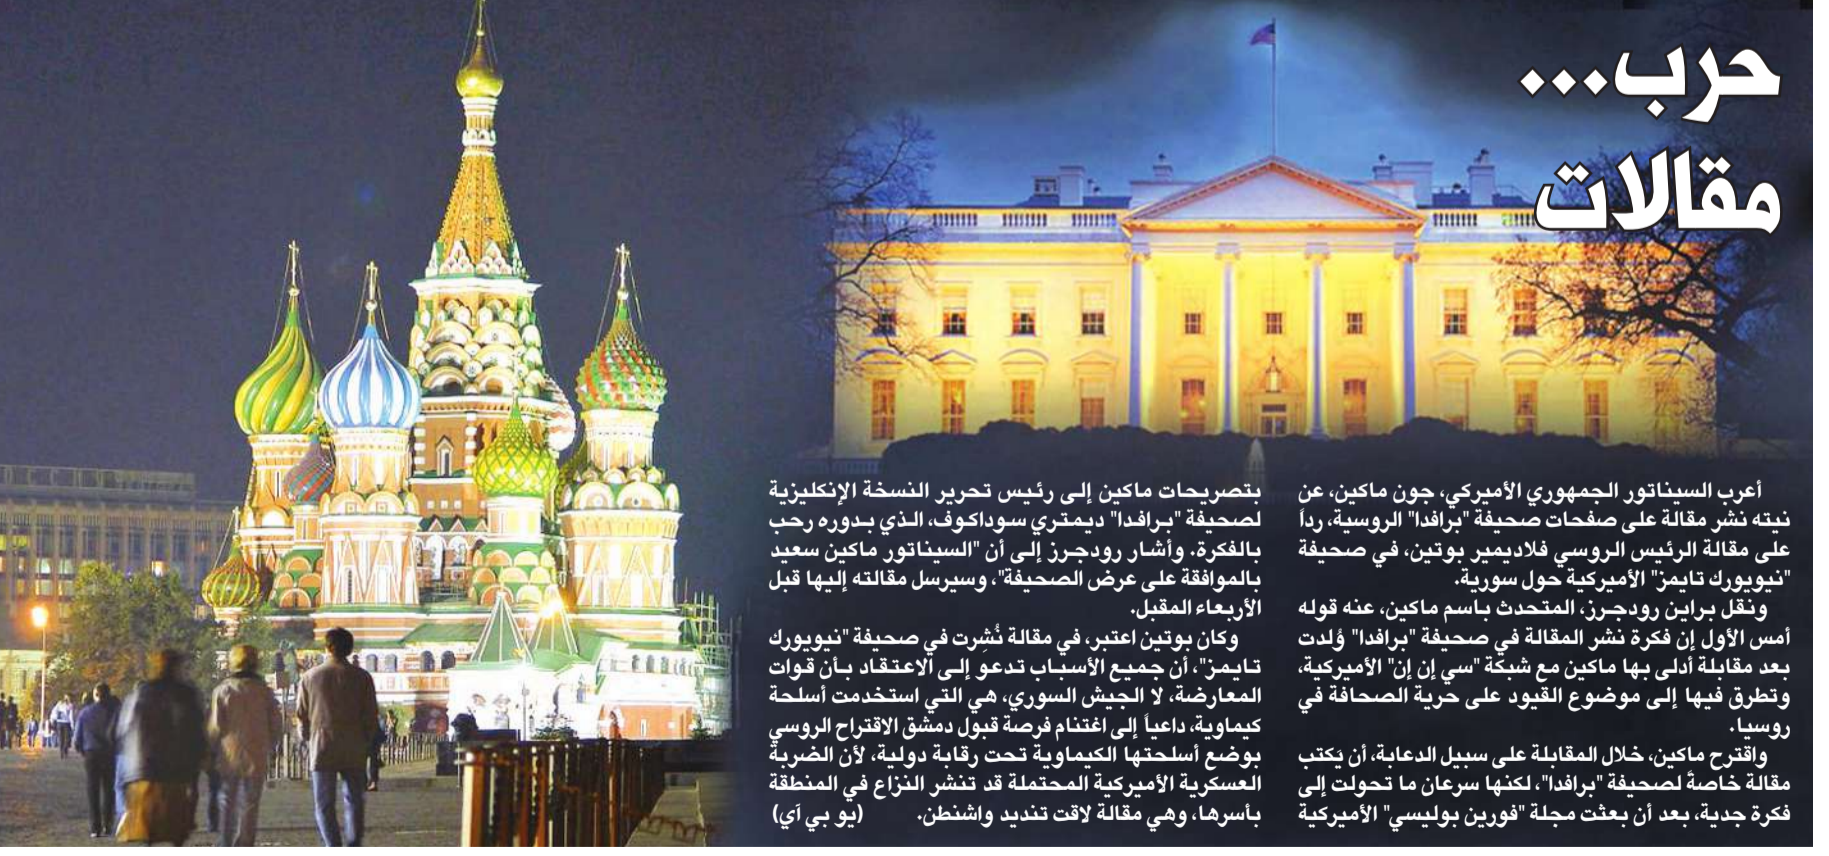 حرب...
مقالات
أعرب السيناتور الجمهوري الأميركي، جون ماكين، عن
نيته نشر مقالة على صفحات صحيفة "برافدا" الروسية، رداً
على مقالة الرئيس الروسي فلاديمير بوتين، في صحيفة
"نيويورك تايمز" الأميركية حول سورية.
ونقل براين رودجرز، المتحدث باسم ماكين، عنه قوله
أمس الأول إن فكرة نشر المقالة في صحيفة "برافدا" وُلدت
بعد مقابلة أدلى بها ماكين مع شبكة "سي إن إن" الأميركية،
وتطرق فيها إلى موضوع القيود على حرية الصحافة في
روسيا.
واقترح ماكين، خلال المقابلة على سبيل الدعابة، أن يَكتب
مقالة خاصةً لصحيفة "برافدا"، لكنها سرعان ما تحولت إلى
فكرة جدية، بعد أن بعثت مجلة "فورين بوليسي" الأميركية
بتصريحات ماكين إلى رئيس تحرير النسخة الإنكليزية
لصحيفة "برافدا" ديمتري سوداكوف، الذي بدوره رحب
بالفكرة. وأشار رودجرز إلى أن "السيناتور ماكين سعيد
بالموافقة على عرض الصحيفة"، وسيرسل مقالته إليها قبل
الأربعاء المقبل.
وكان بوتين اعتبر، في مقالة نُشِرت في صحيفة "نيويورك
تايمز"، أن جميع الأسباب تدعو إلى الاعتقاد بأن قوات
المعارضة، لا الجيش السوري، هي التي استخدمت أسلحة
كيماوية، داعياً إلى اغتنام فرصة قبول دمشق الاقتراح الروسي
بوضع أسلحتها الكيماوية تحت رقابة دولية، لأن الضربة
العسكرية الأميركية المحتملة قد تنشر النزاع في المنطقة
بأسرها، وهي مقالة لاقت تنديد واشنطن. (يو بي آي)